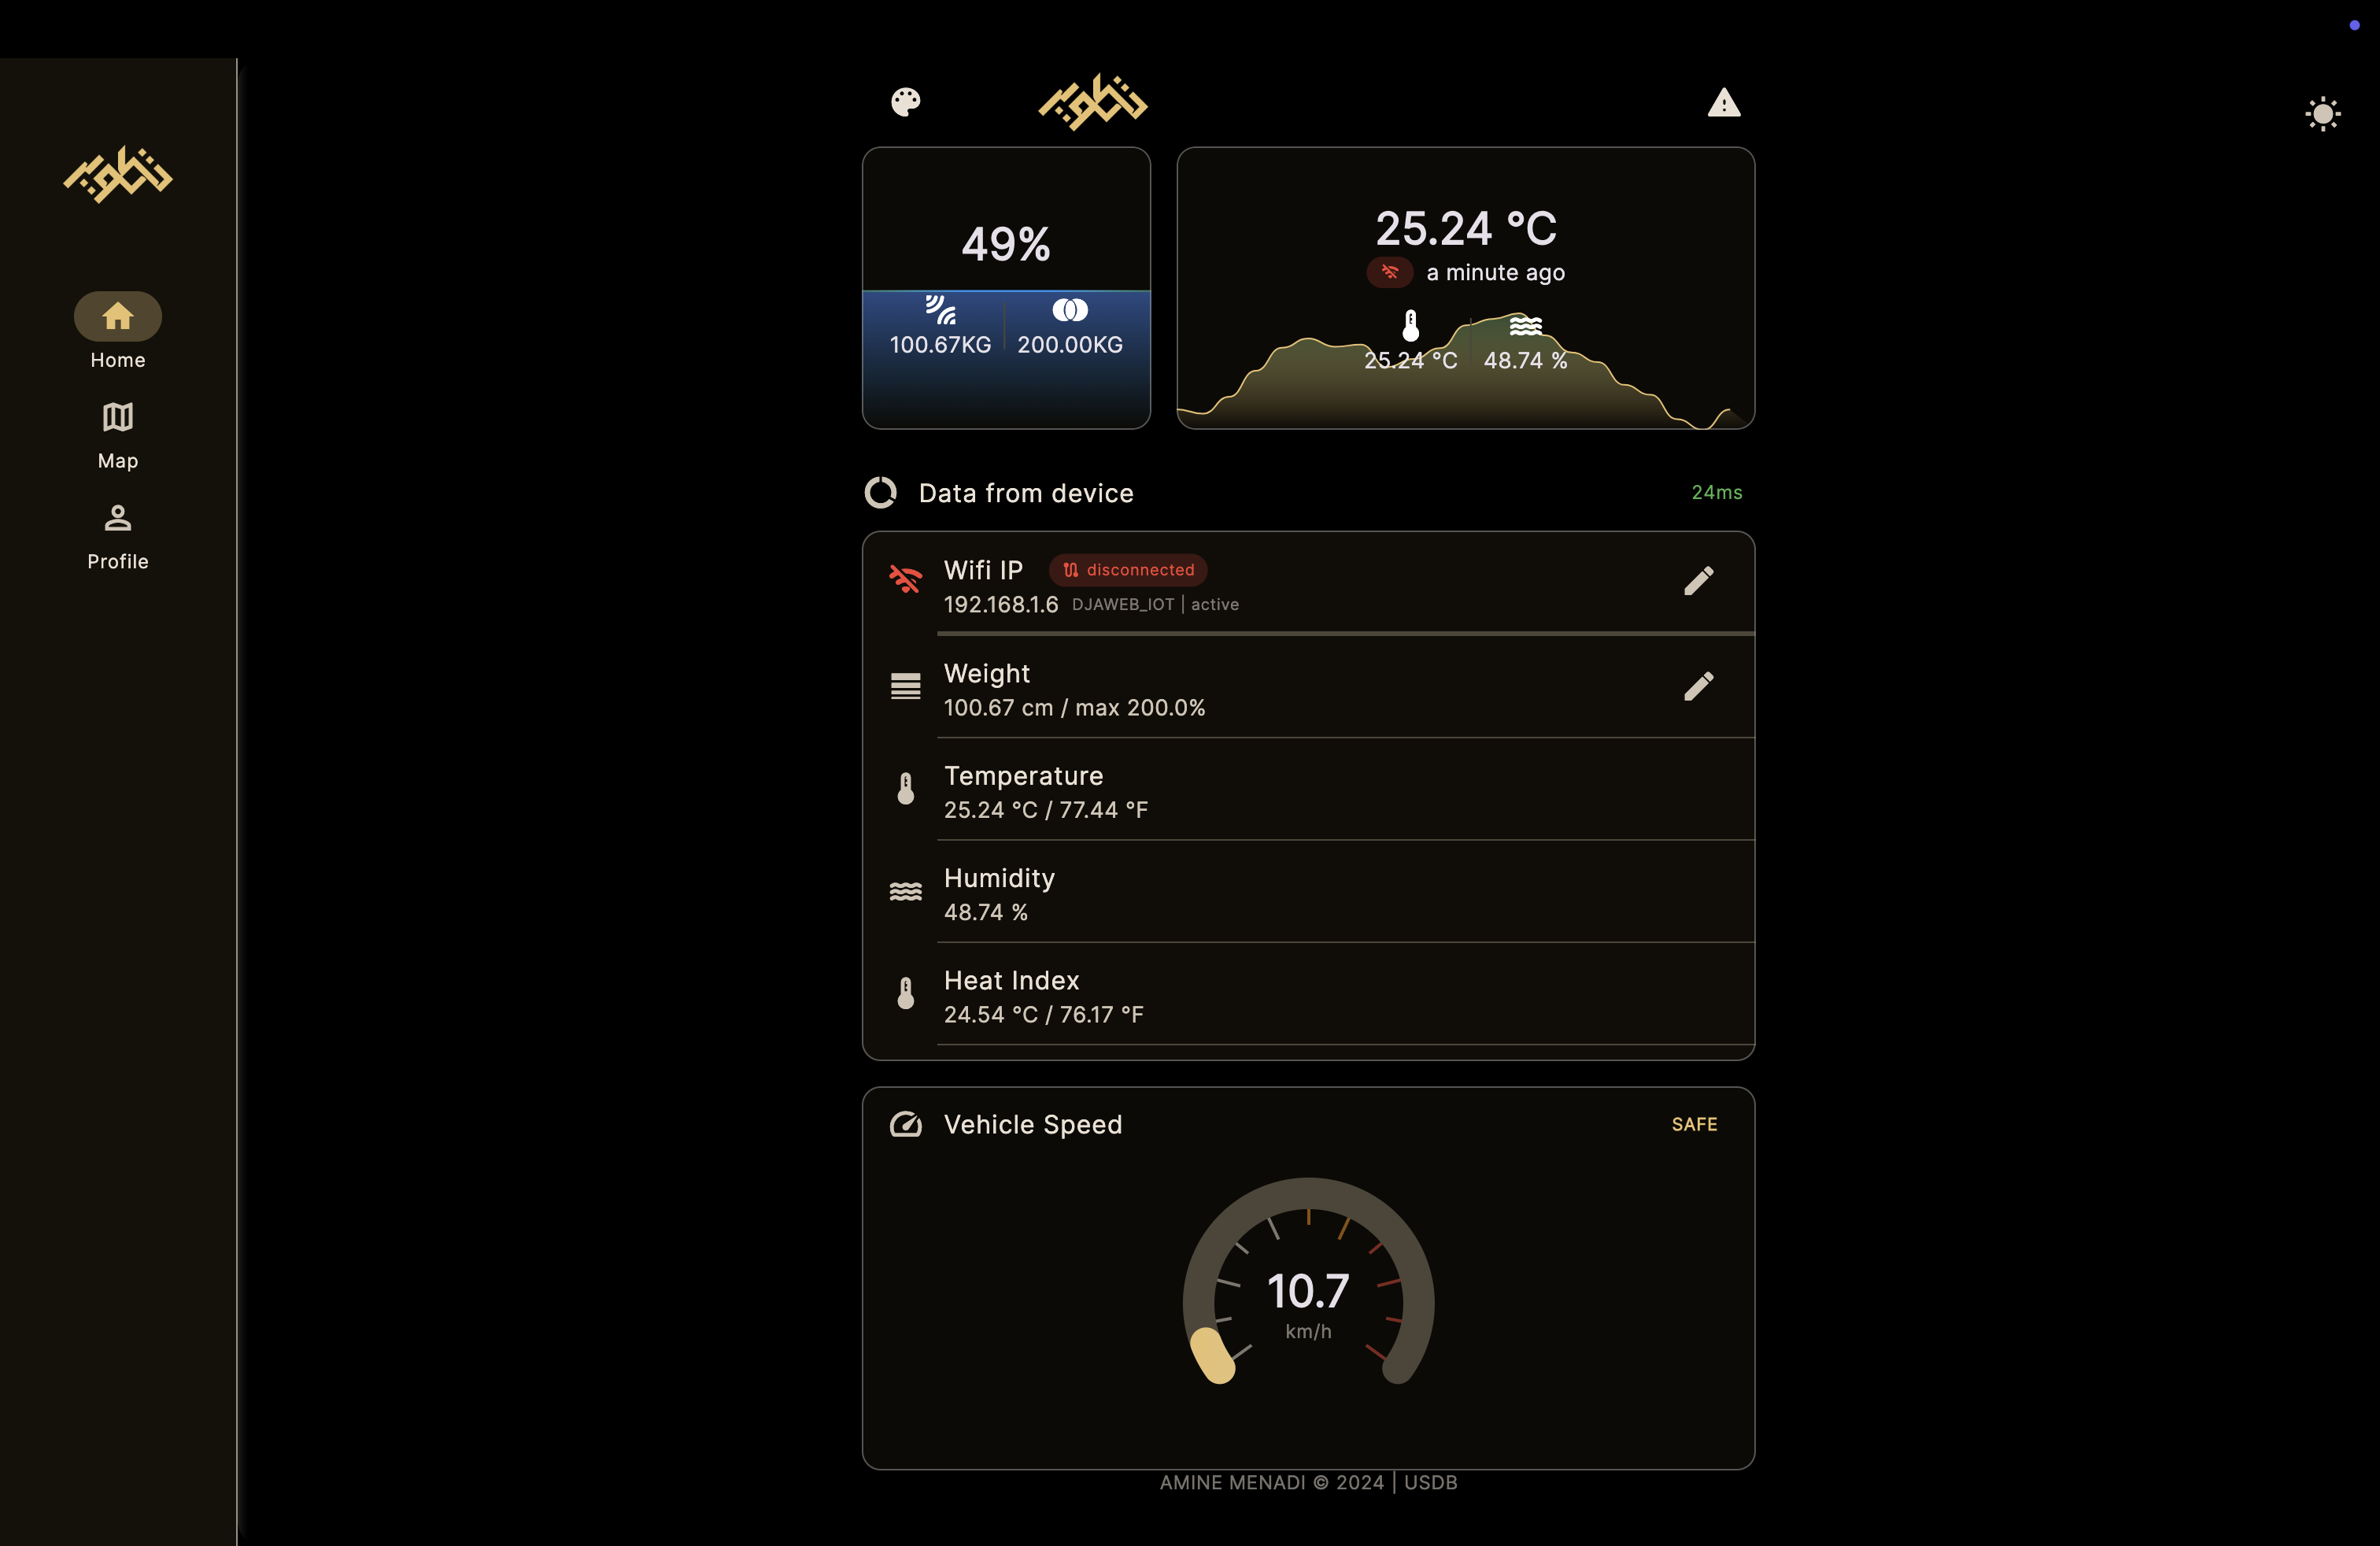 49%
100.67KG
200.00KG
25.24 °C
a minute ago
25.24 °C
48.74 %
Home
Map
Profile
Data from device
24ms
Wifi IP
disconnected
192.168.1.6 DJAWEB_IOT | active
Weight
100.67 cm / max 200.0%
Temperature
25.24 °C / 77.44 °F
Humidity
48.74 %
Heat Index
24.54 °C / 76.17 °F
Vehicle Speed
SAFE
10.7
km/h
AMINE MENADI © 2024 | USDB